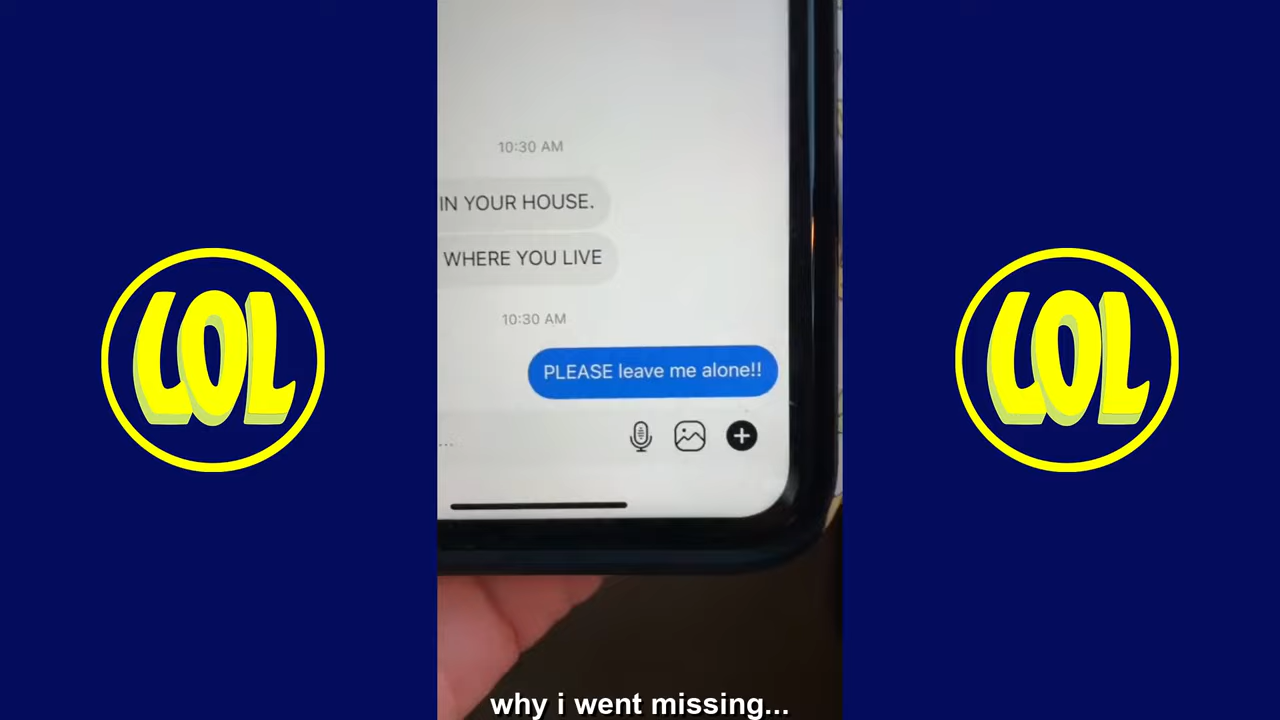 10:30 AM
IN YOUR HOUSE.
WHERE YOU LIVE
10:30 AM
PLEASE leave me alone!!
...
LOL
LOL
why i went missing...